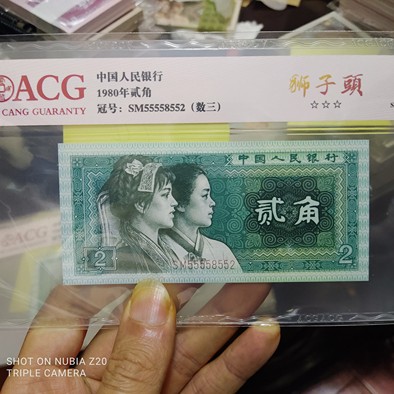 ACG
CANG GUARANTY
中国人民银行
1980年贰角
冠号：SM55558552（数三）
狮子頭
☆☆☆
S
中国人民银行
贰角
2
2
SM55558552
ACG
SHOT ON NUBIA Z20
TRIPLE CAMERA